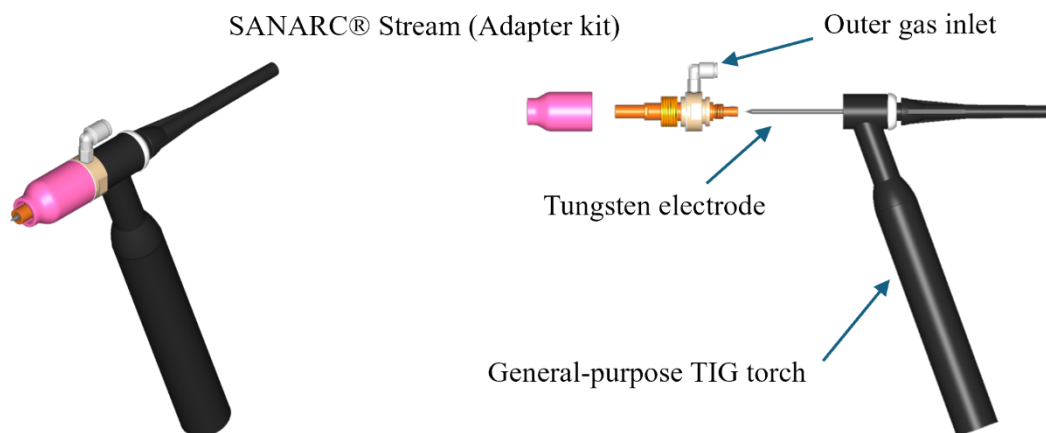 SANARC® Stream (Adapter kit)
Outer gas inlet
Tungsten electrode
General-purpose TIG torch